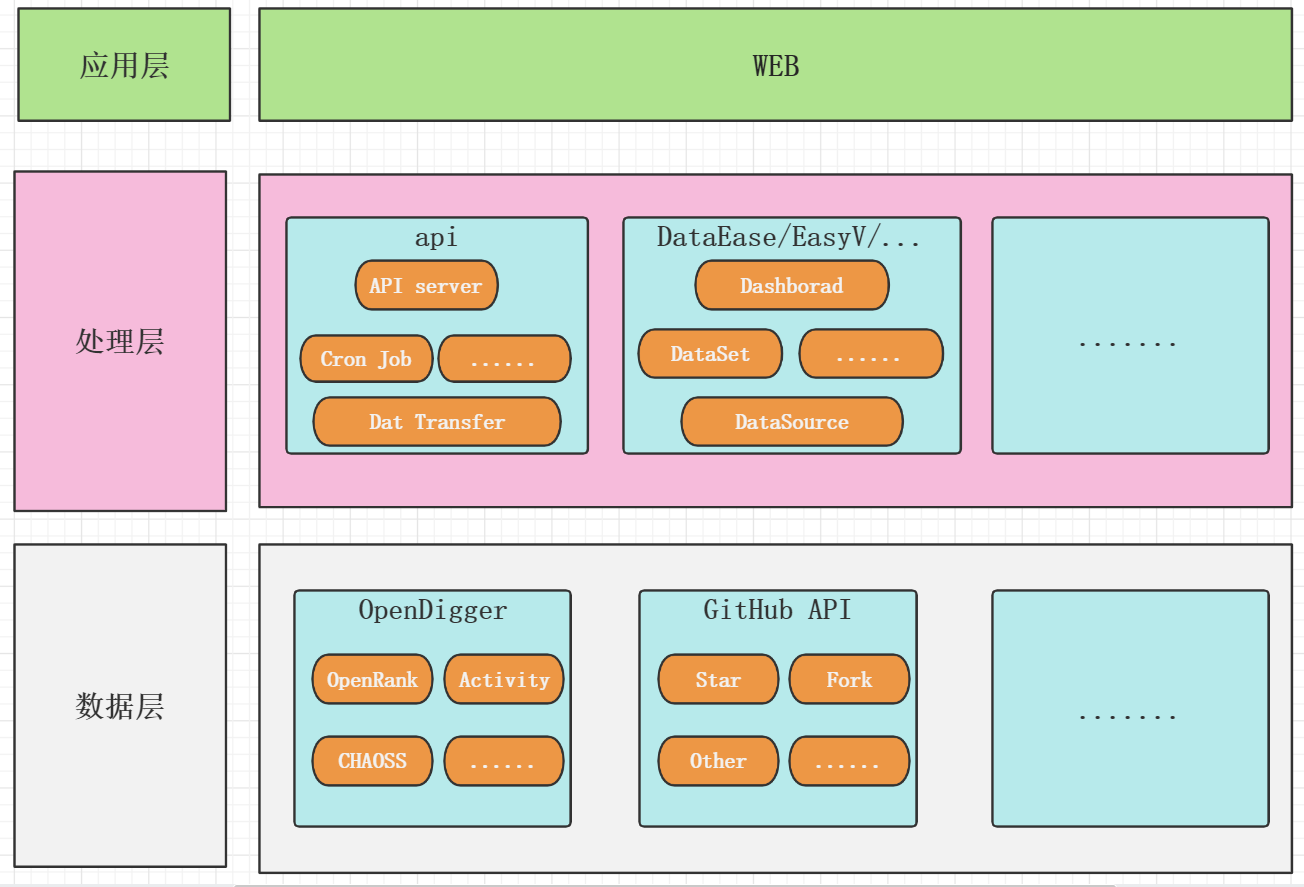 应用层
WEB
处理层
api
API server
Cron Job
......
Dat Transfer
DataEase/EasyV/...
Dashborad
DataSet
......
DataSource
.......
数据层
OpenDigger
OpenRank
Activity
CHAOSS
......
GitHub API
Star
Fork
Other
......
.......